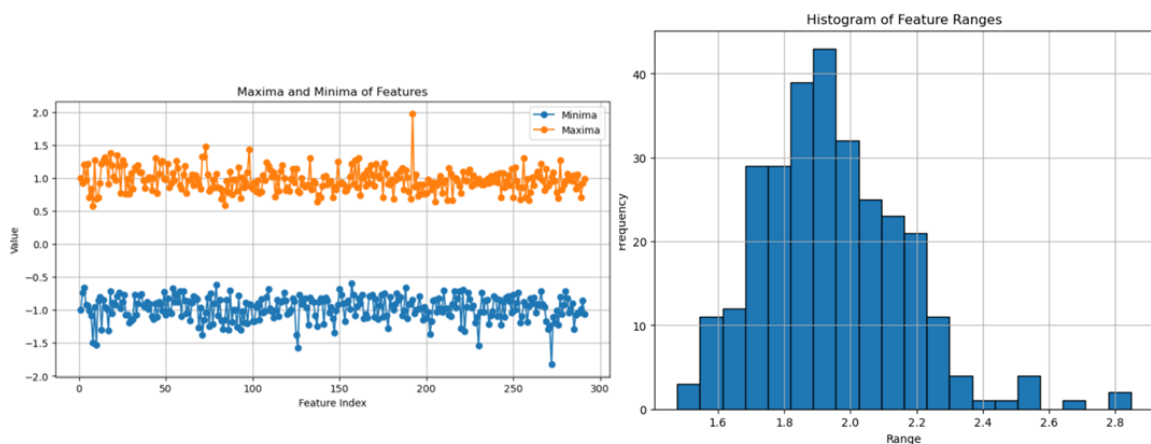 Maxima and Minima of Features
Value
2.0
1.5
1.0
0.5
0.0
-0.5
-1.0
-1.5
-2.0
Minima
Maxima
0 50 100 150 200 250 300
Feature Index
Histogram of Feature Ranges
Frequency
40
30
20
10
0
1.6 1.8 2.0 2.2 2.4 2.6 2.8
Range